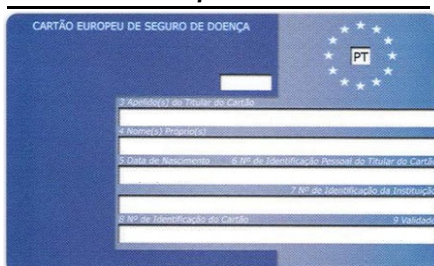 CARTÃO EUROPEU DE SEGURO DE DOENÇA
PT
3 Apelido(s) do Titular do Cartão
4 Nome(s) Próprio(s)
5 Data de Nascimento 6 Nº de Identificação Pessoal do Titular do Cartão
7 Nº de Identificação da Instituição
8 Nº de Identificação do Cartão 9 Validade